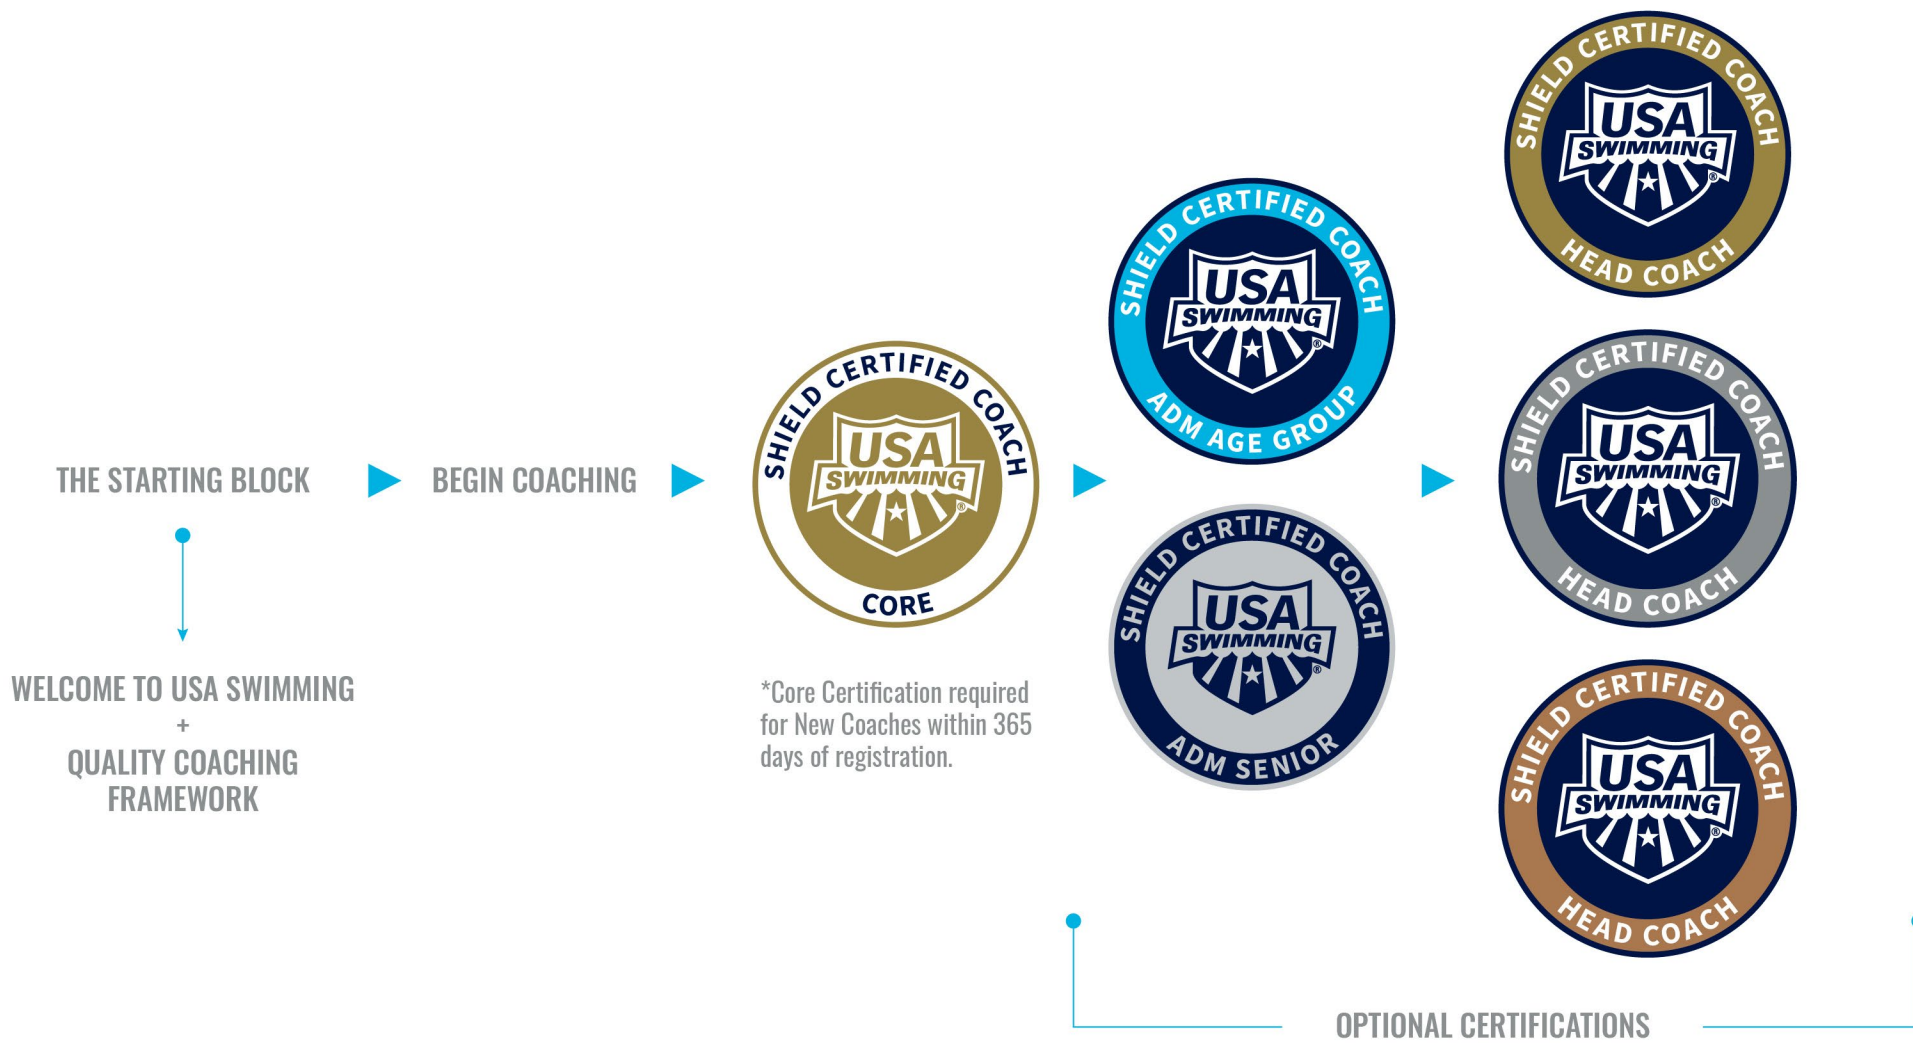 THE STARTING BLOCK
WELCOME TO USA SWIMMING
+
QUALITY COACHING
FRAMEWORK
BEGIN COACHING
SHIELD CERTIFIED COACH
USA
SWIMMING
®
CORE
*Core Certification required
for New Coaches within 365
days of registration.
SHIELD CERTIFIED COACH
USA
SWIMMING
®
ADM AGE GROUP
SHIELD CERTIFIED COACH
USA
SWIMMING
®
ADM SENIOR
SHIELD CERTIFIED COACH
USA
SWIMMING
®
HEAD COACH
SHIELD CERTIFIED COACH
USA
SWIMMING
®
HEAD COACH
SHIELD CERTIFIED COACH
USA
SWIMMING
®
HEAD COACH
OPTIONAL CERTIFICATIONS